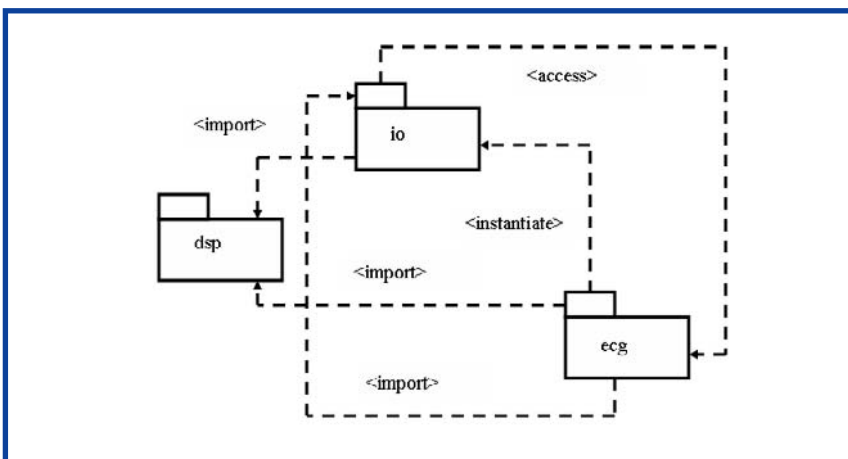 <access>
<import>
io
<instantiate>
dsp
<import>
ecg
<import>